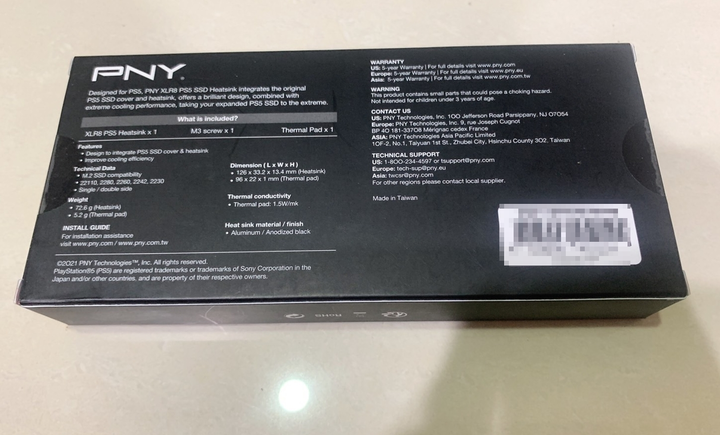 PNY
Designed for PS5, PNY XLR8 PS5 SSD Heatsink integrates the original
PS5 SSD cover and heatsink, offers a brilliant design, combined with
extreme cooling performance, taking your expanded PS5 SSD to the extreme.
What is included?
XLR8 PS5 Heatsink x 1 M3 screw x 1 Thermal Pad x 1
Features
• Design to integrate PS5 SSD cover & heatsink
• Improve cooling efficiency
Technical Data
• M.2 SSD compatibility
• 22110, 2280, 2260, 2242, 2230
• Single / double side
Weight
• 72.6 g (Heatsink)
• 5.2 g (Thermal pad)
INSTALL GUIDE
For installation assistance
visit www.pny.com / www.pny.com.tw
Dimension ( L x W x H )
• 126 x 33.2 x 13.4 mm (Heatsink)
• 96 x 22 x 1 mm (Thermal pad)
Thermal conductivity
• Thermal pad: 1.5W/mk
Heat sink material / finish
• Aluminum / Anodized black
©2021 PNY Technologies™, Inc. All rights reserved.
PlayStation®5 (PS5) are registered trademarks or trademarks of Sony Corporation in the
Japan and/or other countries. and are property of their respective owners.
WARRANTY
US: 5-year Warranty | For full details visit www.pny.com
Europe: 5-year Warranty | For full details visit www.pny.eu
Asia: 5-year Warranty | For full details visit www.pny.com.tw
WARNING
This product contains small parts that could pose a choking hazard.
Not intended for children under 3 years of age.
CONTACT US
US: PNY Technologies, Inc. 100 Jefferson Road Parsippany, NJ 07054
Europe: PNY Technologies, Inc. 9, rue Joseph Cugnot
BP 40 181-33708 Mérignac cedex France
ASIA: PNY Technologies Asia Pacific Limited
10F-2, No.1, Taiyuan 1st St., Zhubei City, Hsinchu County 302, Taiwan
TECHNICAL SUPPORT
US: 1-800-234-4597 or tsupport@pny.com
Europe: tech-sup@pny.eu
Asia: twcsr@pny.com
For other regions please contact local supplier.
Made in Taiwan
RoHS